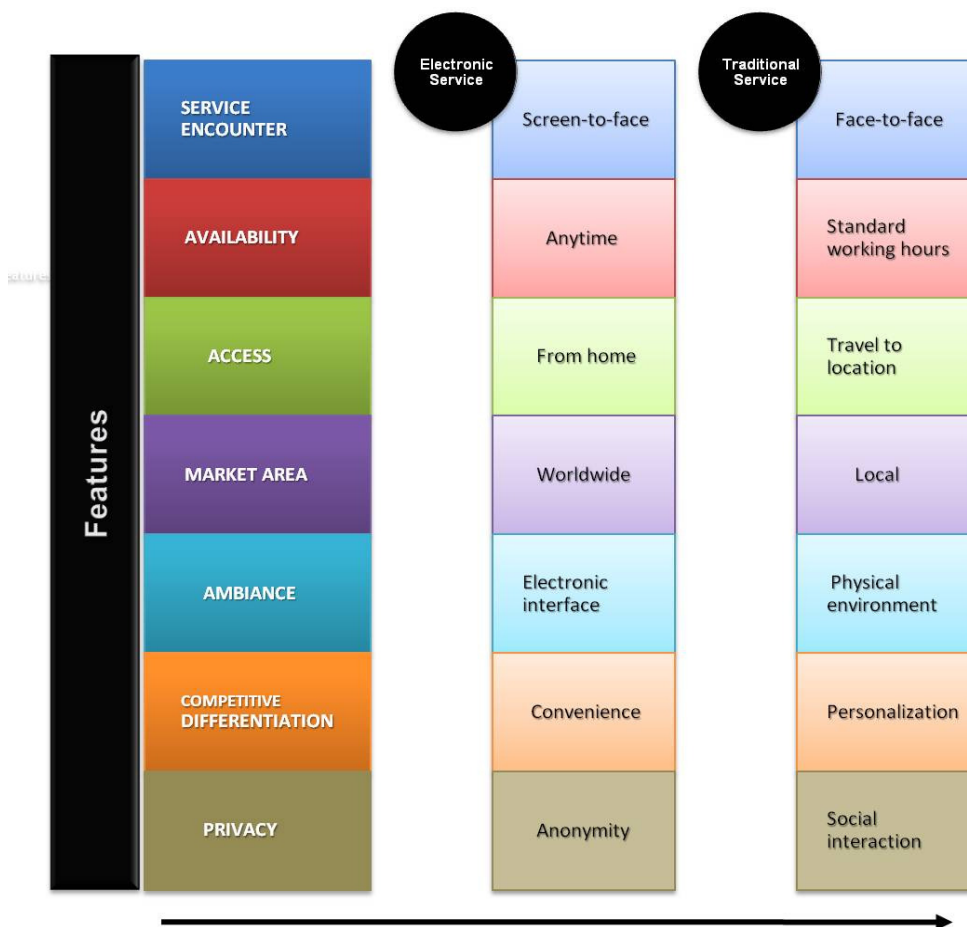 Electronic
Service
Traditional
Service
Features
SERVICE
ENCOUNTER
Screen-to-face
Face-to-face
AVAILABILITY
Anytime
Standard
working hours
ACCESS
From home
Travel to
location
MARKET AREA
Worldwide
Local
AMBIANCE
Electronic
interface
Physical
environment
COMPETITIVE
DIFFERENTIATION
Convenience
Personalization
PRIVACY
Anonymity
Social
interaction